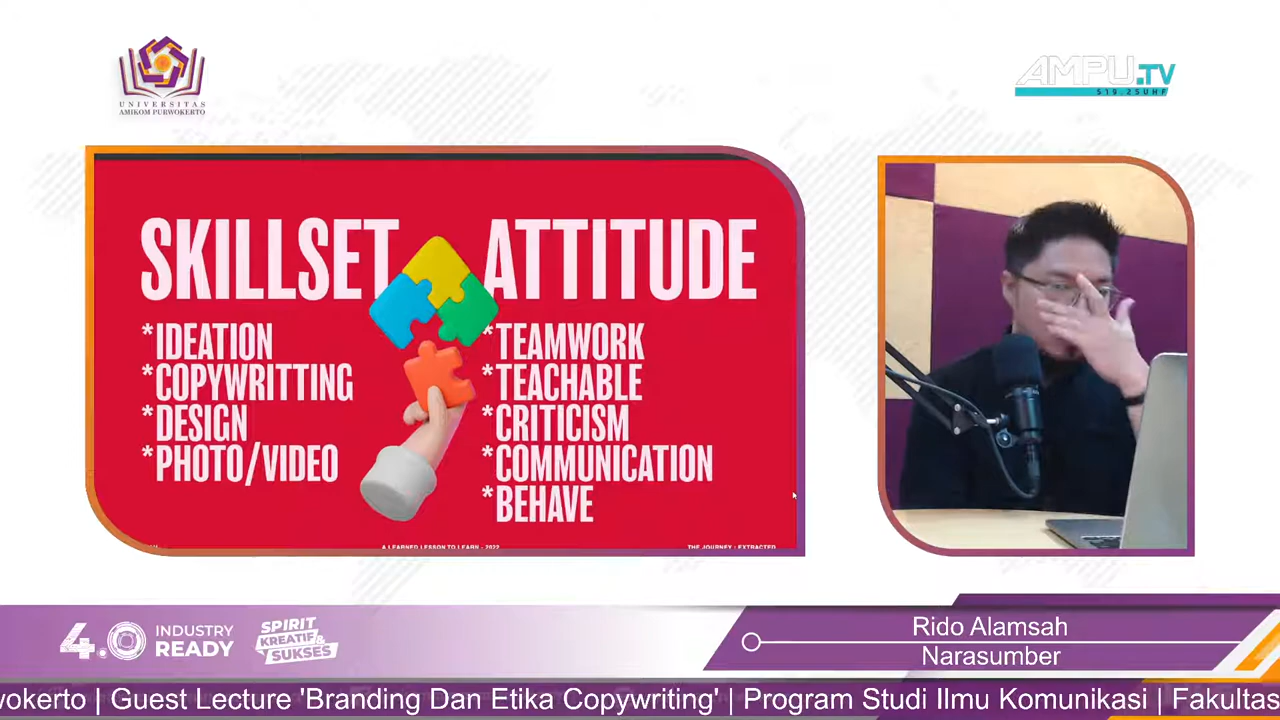 UNIVERSITAS
AMIKOM PURWOKERTO
AMPU.TV
519.25UHF
SKILLSET
*IDEATION
*COPYWRITTING
*DESIGN
*PHOTO/VIDEO
ATTITUDE
*TEAMWORK
*TEACHABLE
*CRITICISM
*COMMUNICATION
*BEHAVE
A LEARNED LESSON TO LEARN - 2022
THE JOURNEY : EXTRACTED
4.0 INDUSTRY
READY
SPIRIT
KREATIF &
SUKSES
Rido Alamsah
Narasumber
wokerto | Guest Lecture 'Branding Dan Etika Copywriting' | Program Studi Ilmu Komunikasi | Fakultas